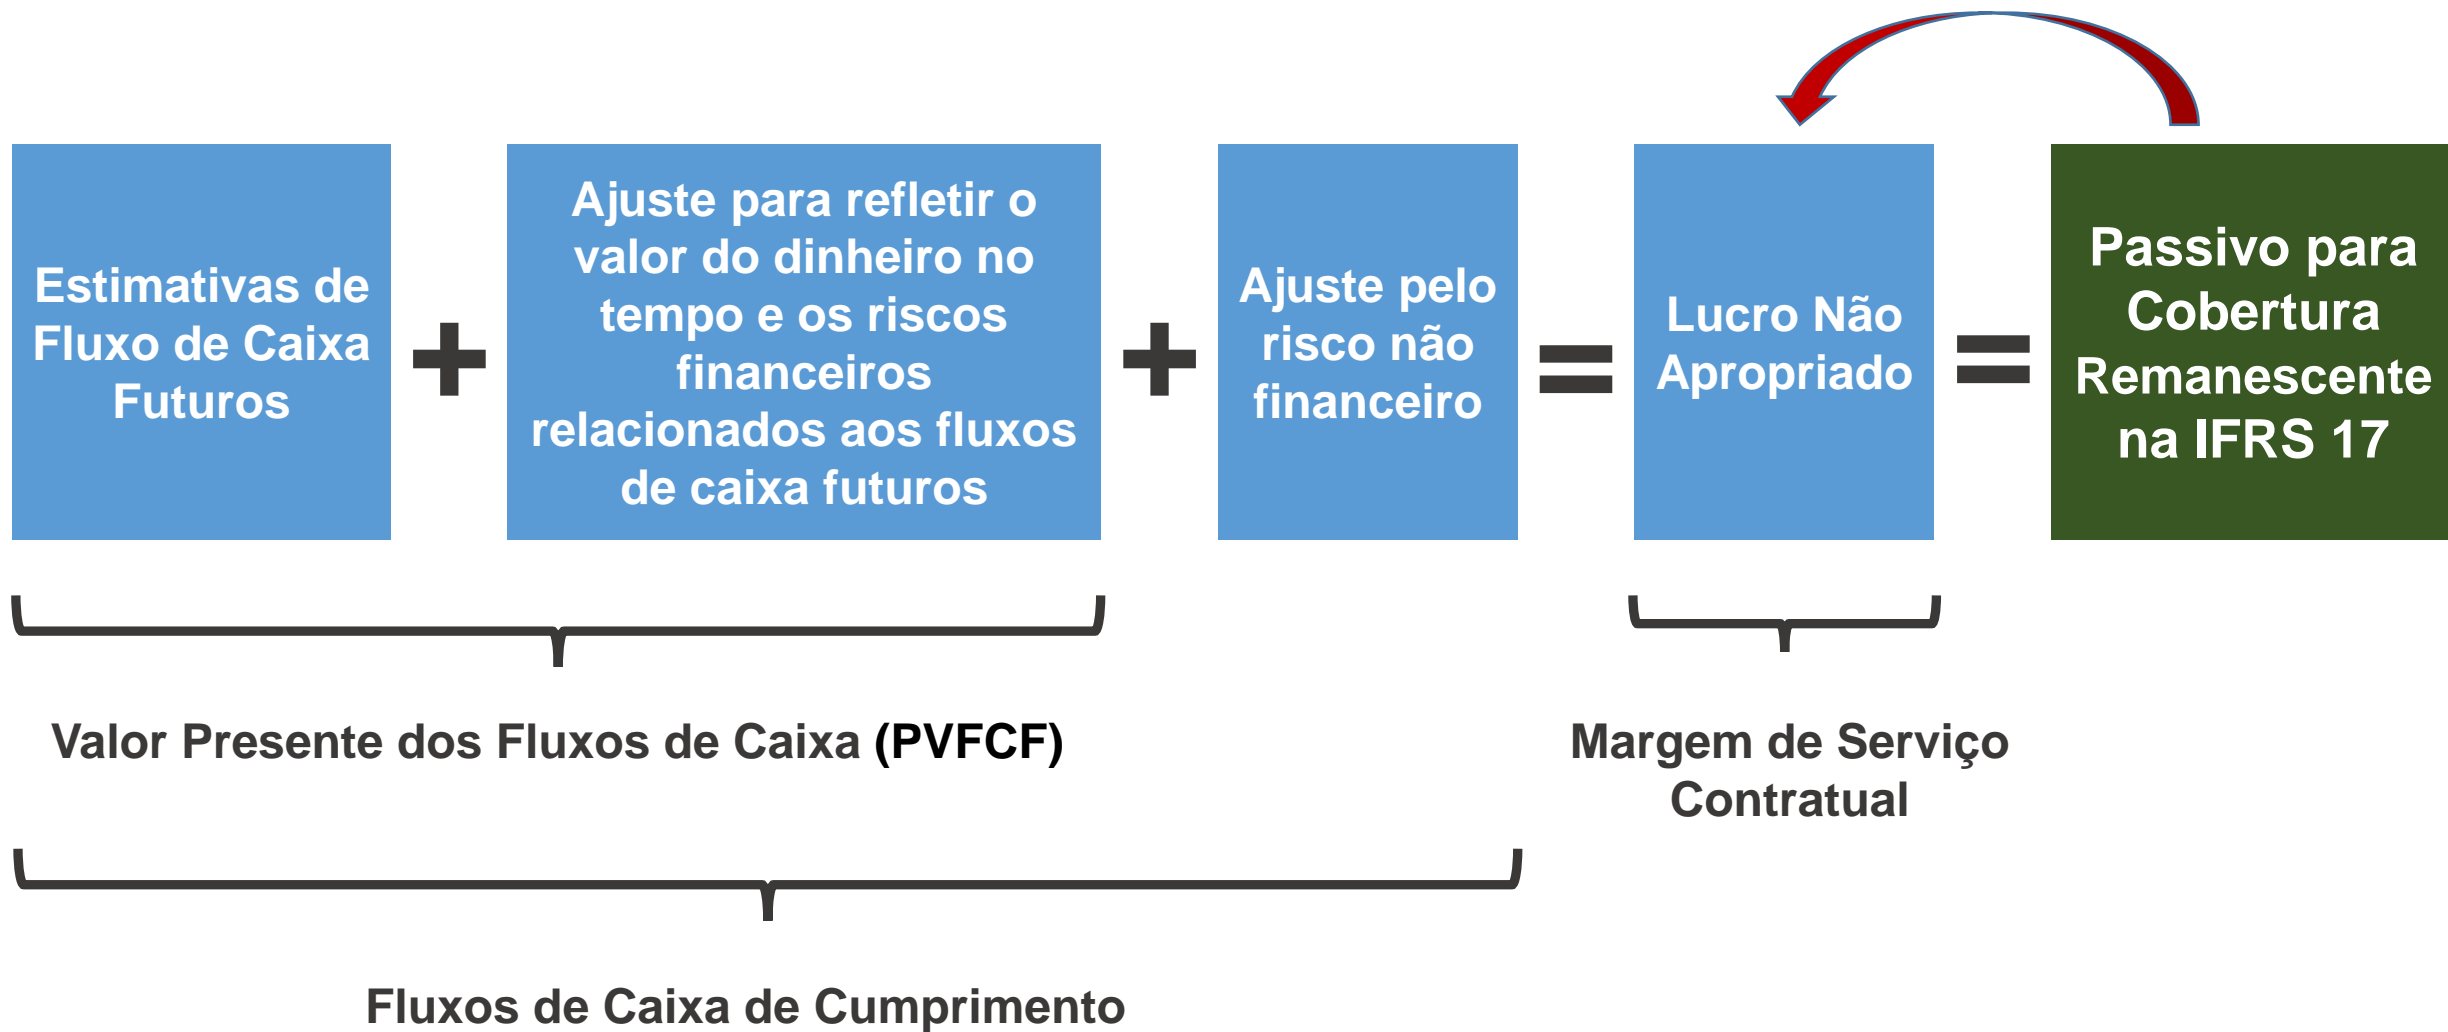 Estimativas de
Fluxo de Caixa
Futuros
+
Ajuste para refletir o
valor do dinheiro no
tempo e os riscos
financeiros
relacionados aos fluxos
de caixa futuros
+
Ajuste pelo
risco não
financeiro
=
Lucro Não
Apropriado
=
Passivo para
Cobertura
Remanescente
na IFRS 17
Valor Presente dos Fluxos de Caixa (PVFCF)
Margem de Serviço
Contratual
Fluxos de Caixa de Cumprimento